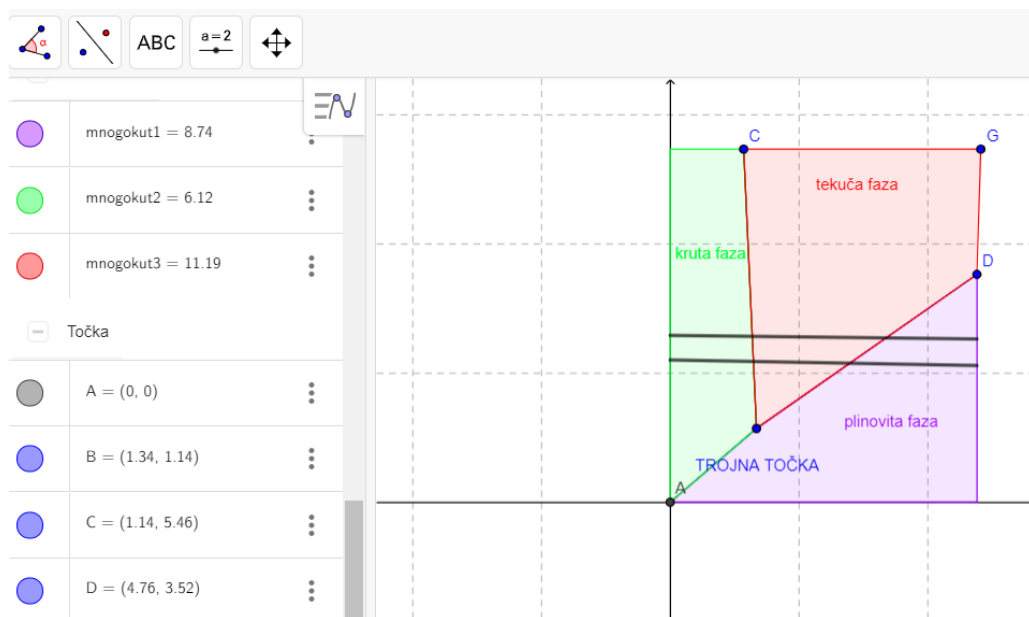 α
ABC
a=2
mnogokut1 = 8.74
mnogokut2 = 6.12
mnogokut3 = 11.19
Točka
A = (0, 0)
B = (1.34, 1.14)
C = (1.14, 5.46)
D = (4.76, 3.52)
C
G
tekuča faza
kruta faza
D
plinovita faza
TROJNA TOČKA
A